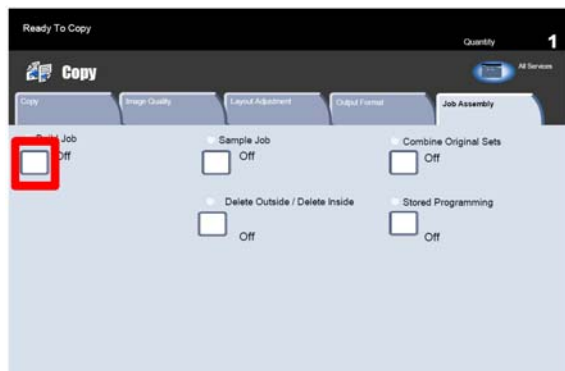 Ready To Copy
Quantity 1
Copy
All Services
Copy
Image Quality
Layout Adjustment
Output Format
Job Assembly
Build Job
Off
Sample Job
Off
Combine Original Sets
Off
Delete Outside / Delete Inside
Off
Stored Programming
Off